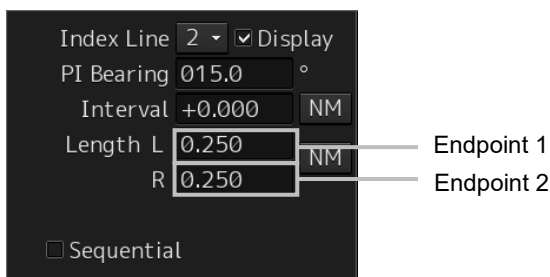 Index Line 2 Display
PI Bearing 015.0 °
Interval +0.000 NM
Length L 0.250 NM Endpoint 1
R 0.250 Endpoint 2
Sequential